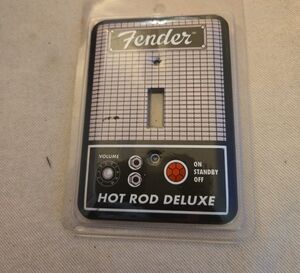 Fender
VOLUME
ON
STANDBY
OFF
HOT ROD DELUXE